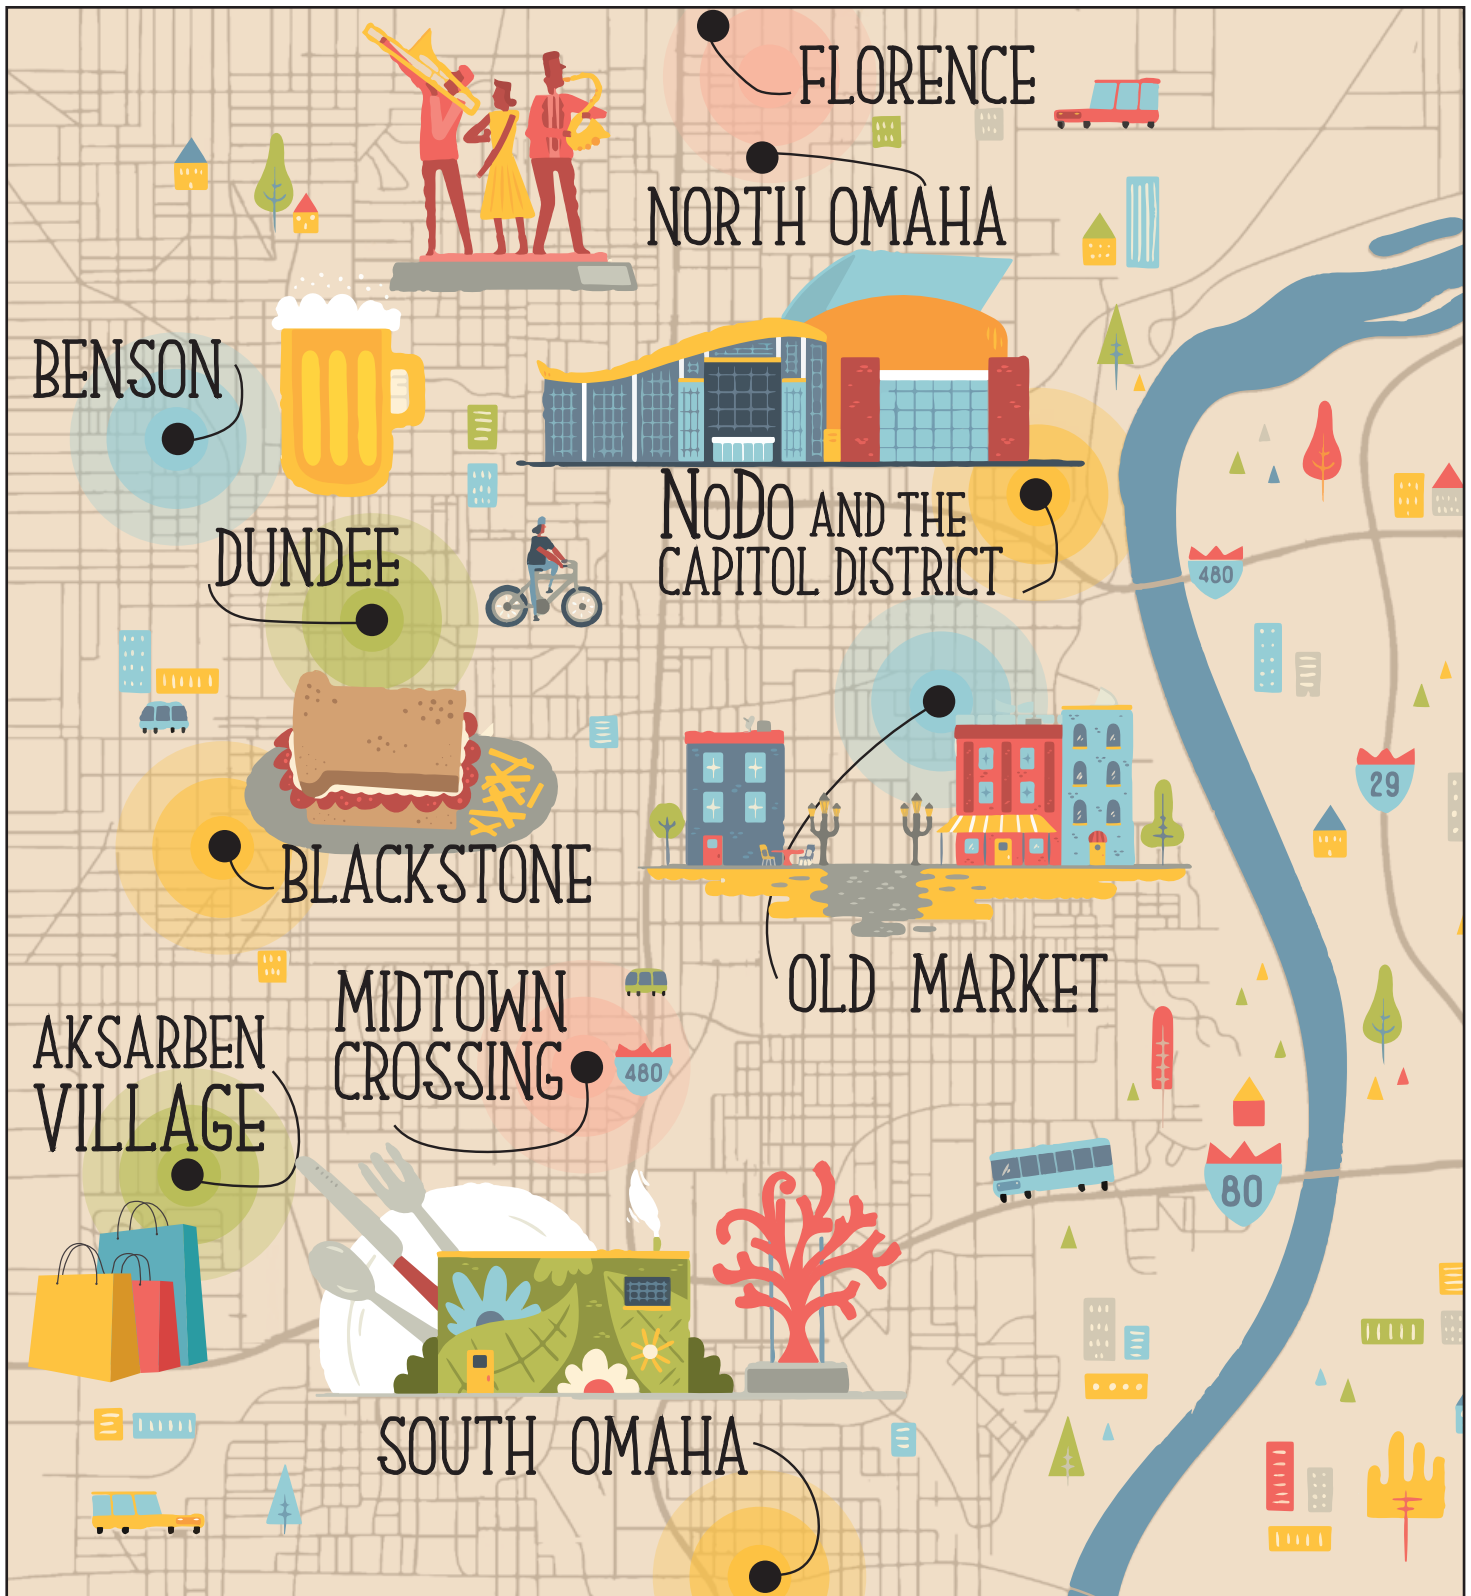 FLORENCE
NORTH OMAHA
BENSON
NODO AND THE
CAPITOL DISTRICT
DUNDEE
480
29
BLACKSTONE
OLD MARKET
MIDTOWN
CROSSING
480
AKSARBEN
VILLAGE
80
SOUTH OMAHA